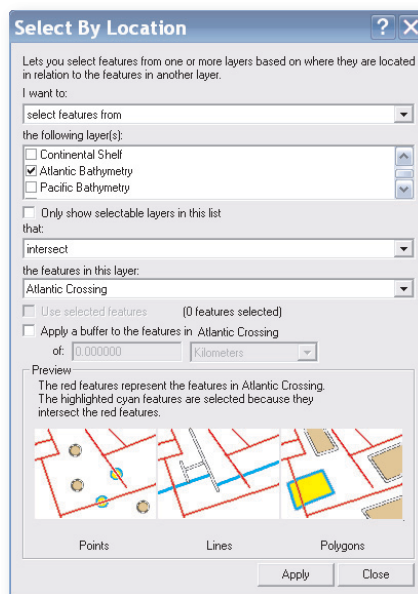 Select By Location
Lets you select features from one or more layers based on where they are located
in relation to the features in another layer.
I want to:
select features from
the following layer(s):
Continental Shelf
Atlantic Bathymetry
Pacific Bathymetry
Only show selectable layers in this list
that:
intersect
the features in this layer:
Atlantic Crossing
Use selected features (0 features selected)
Apply a buffer to the features in Atlantic Crossing
of: 0.000000 Kilometers
Preview
The red features represent the features in Atlantic Crossing.
The highlighted cyan features are selected because they
intersect the red features.
Points Lines Polygons
Apply Close